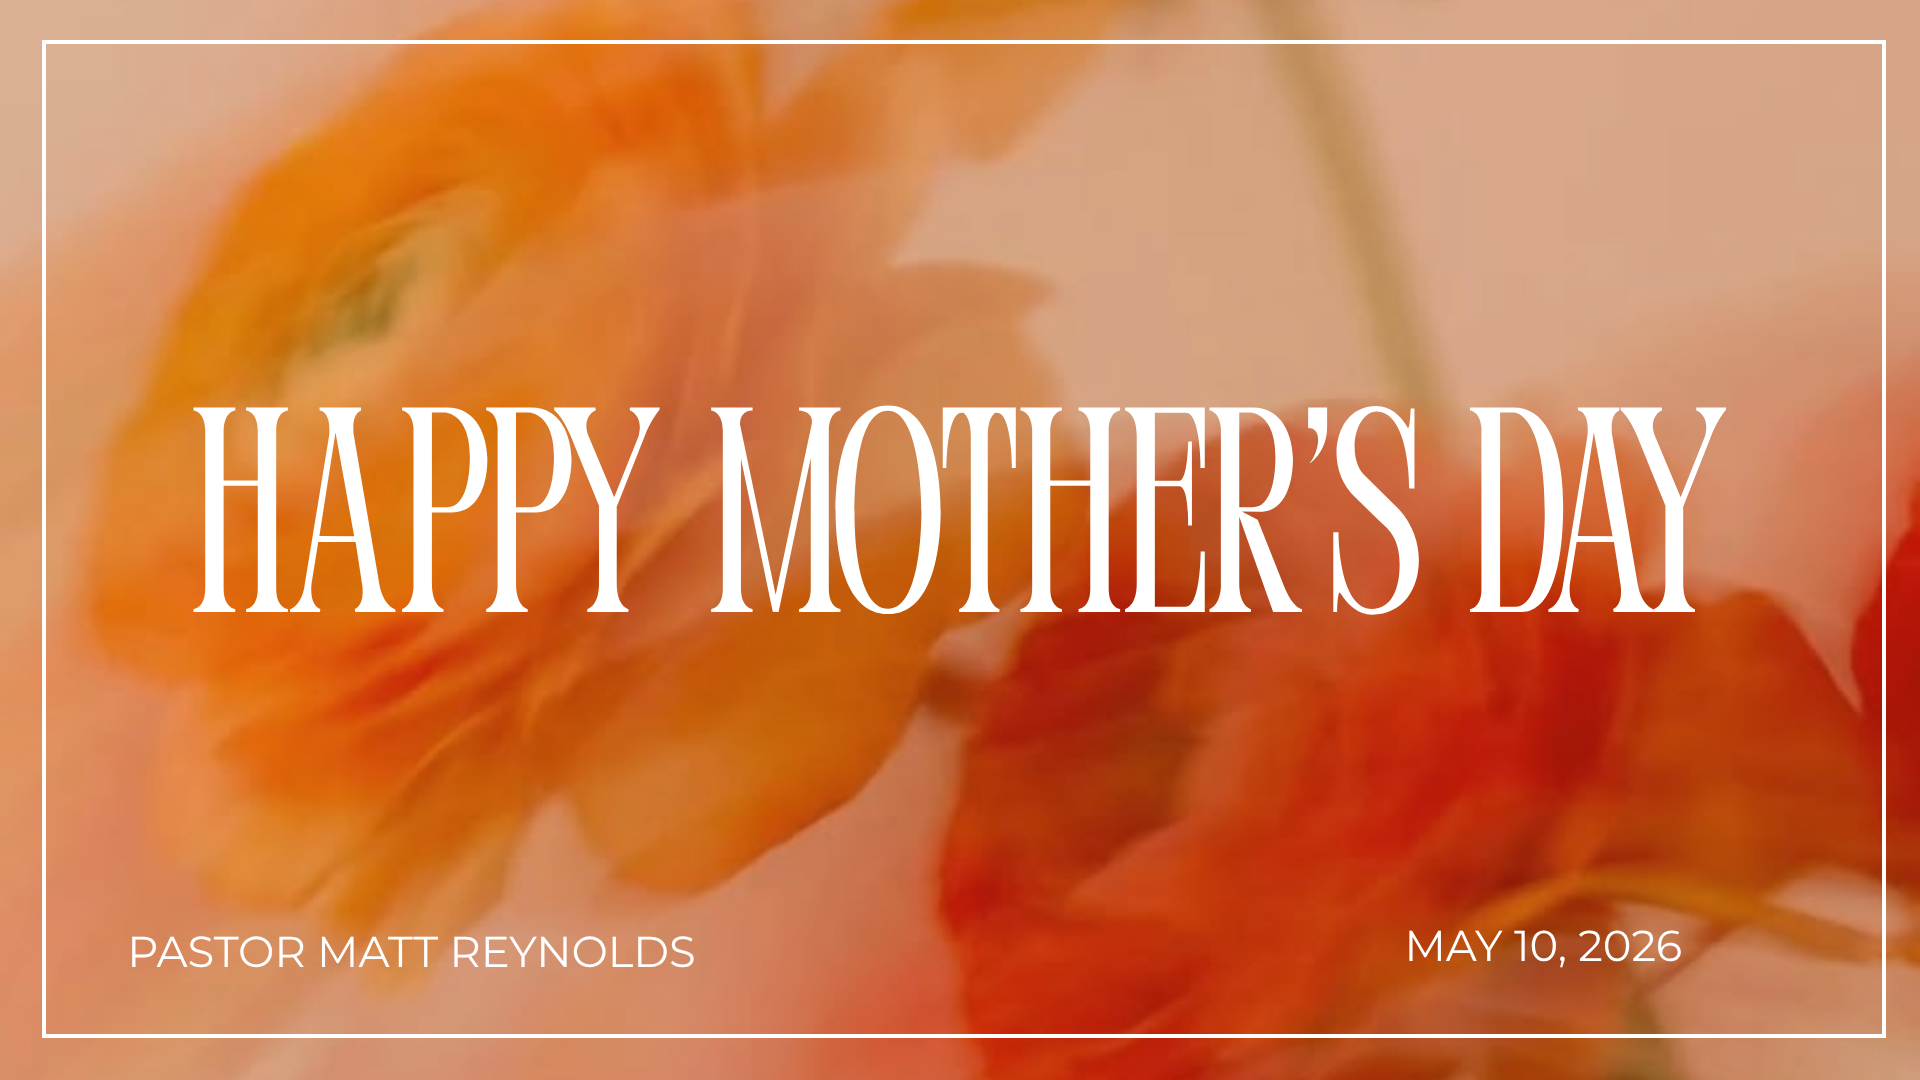 HAPPY MOTHER'S DAY
PASTOR MATT REYNOLDS
MAY 10, 2026